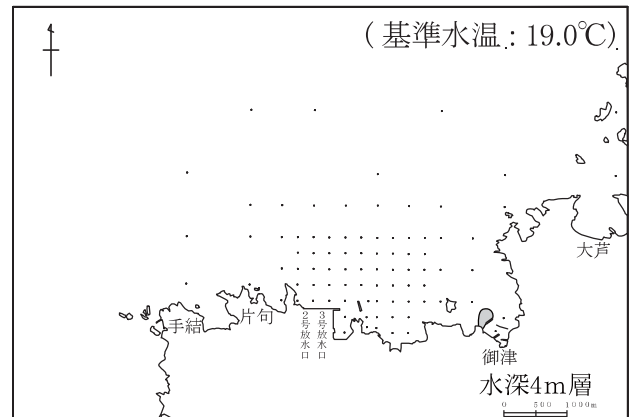 (基準水温：19.0℃)
大芦
手結
片句
2号放水口
3号放水口
御津
水深4m層
0 500 1000m